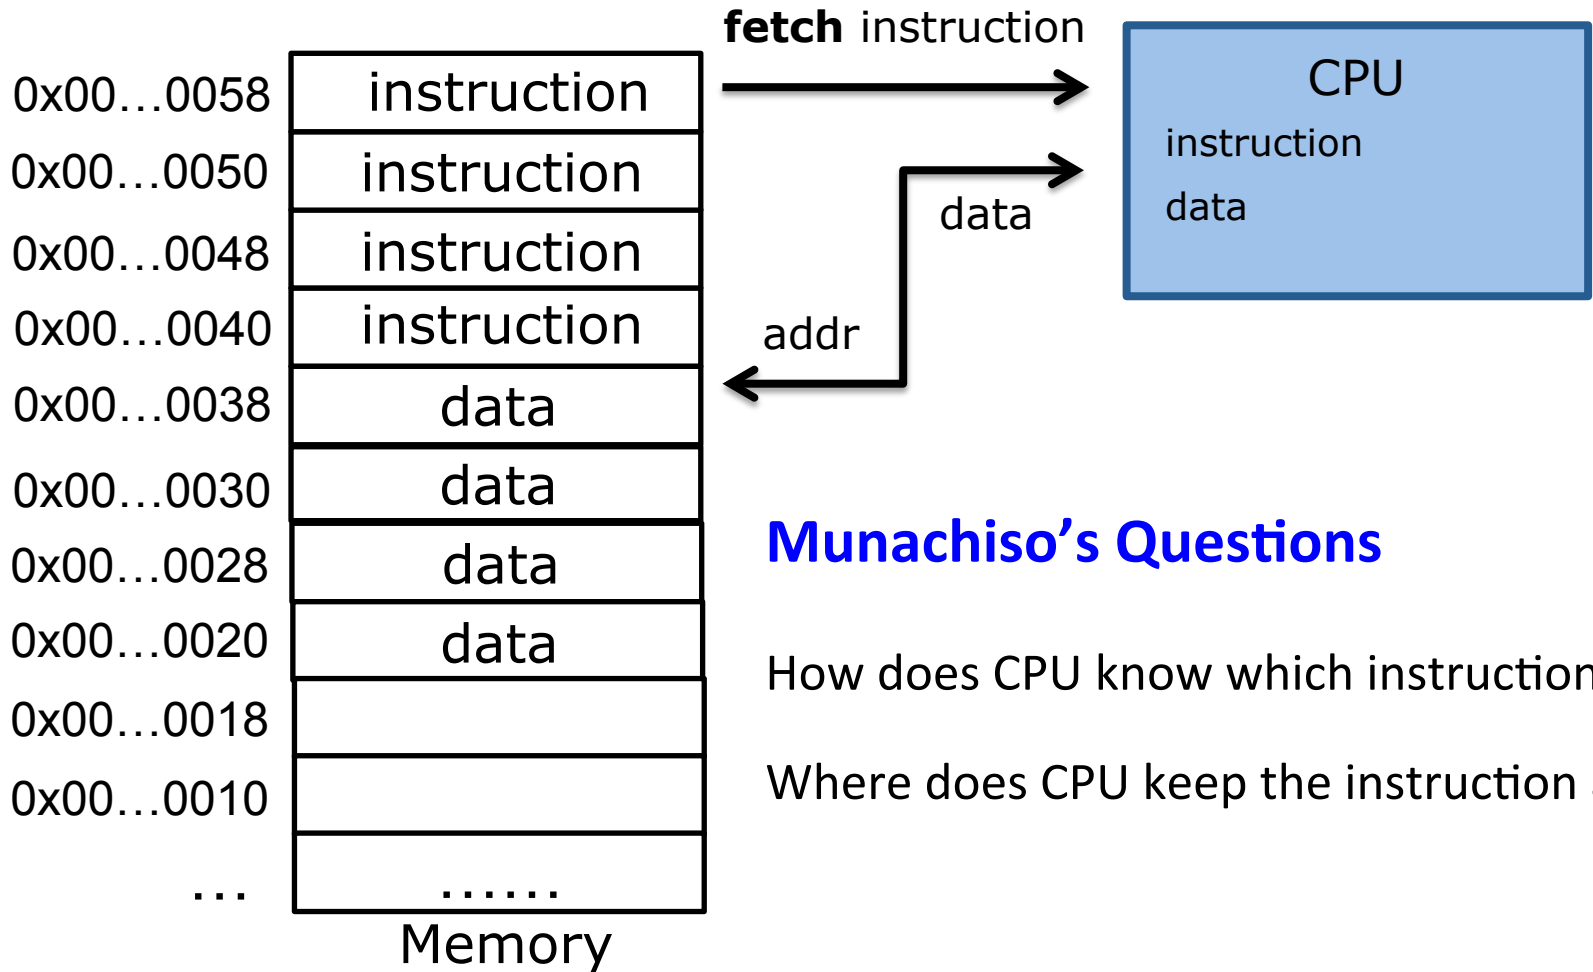 fetch instruction
CPU
instruction
data
data
addr
0x00...0058 instruction
0x00...0050 instruction
0x00...0048 instruction
0x00...0040 instruction
0x00...0038 data
0x00...0030 data
0x00...0028 data
0x00...0020 data
0x00...0018
0x00...0010
... ......
Memory
Munachiso’s Questions
How does CPU know which instruction
Where does CPU keep the instruction